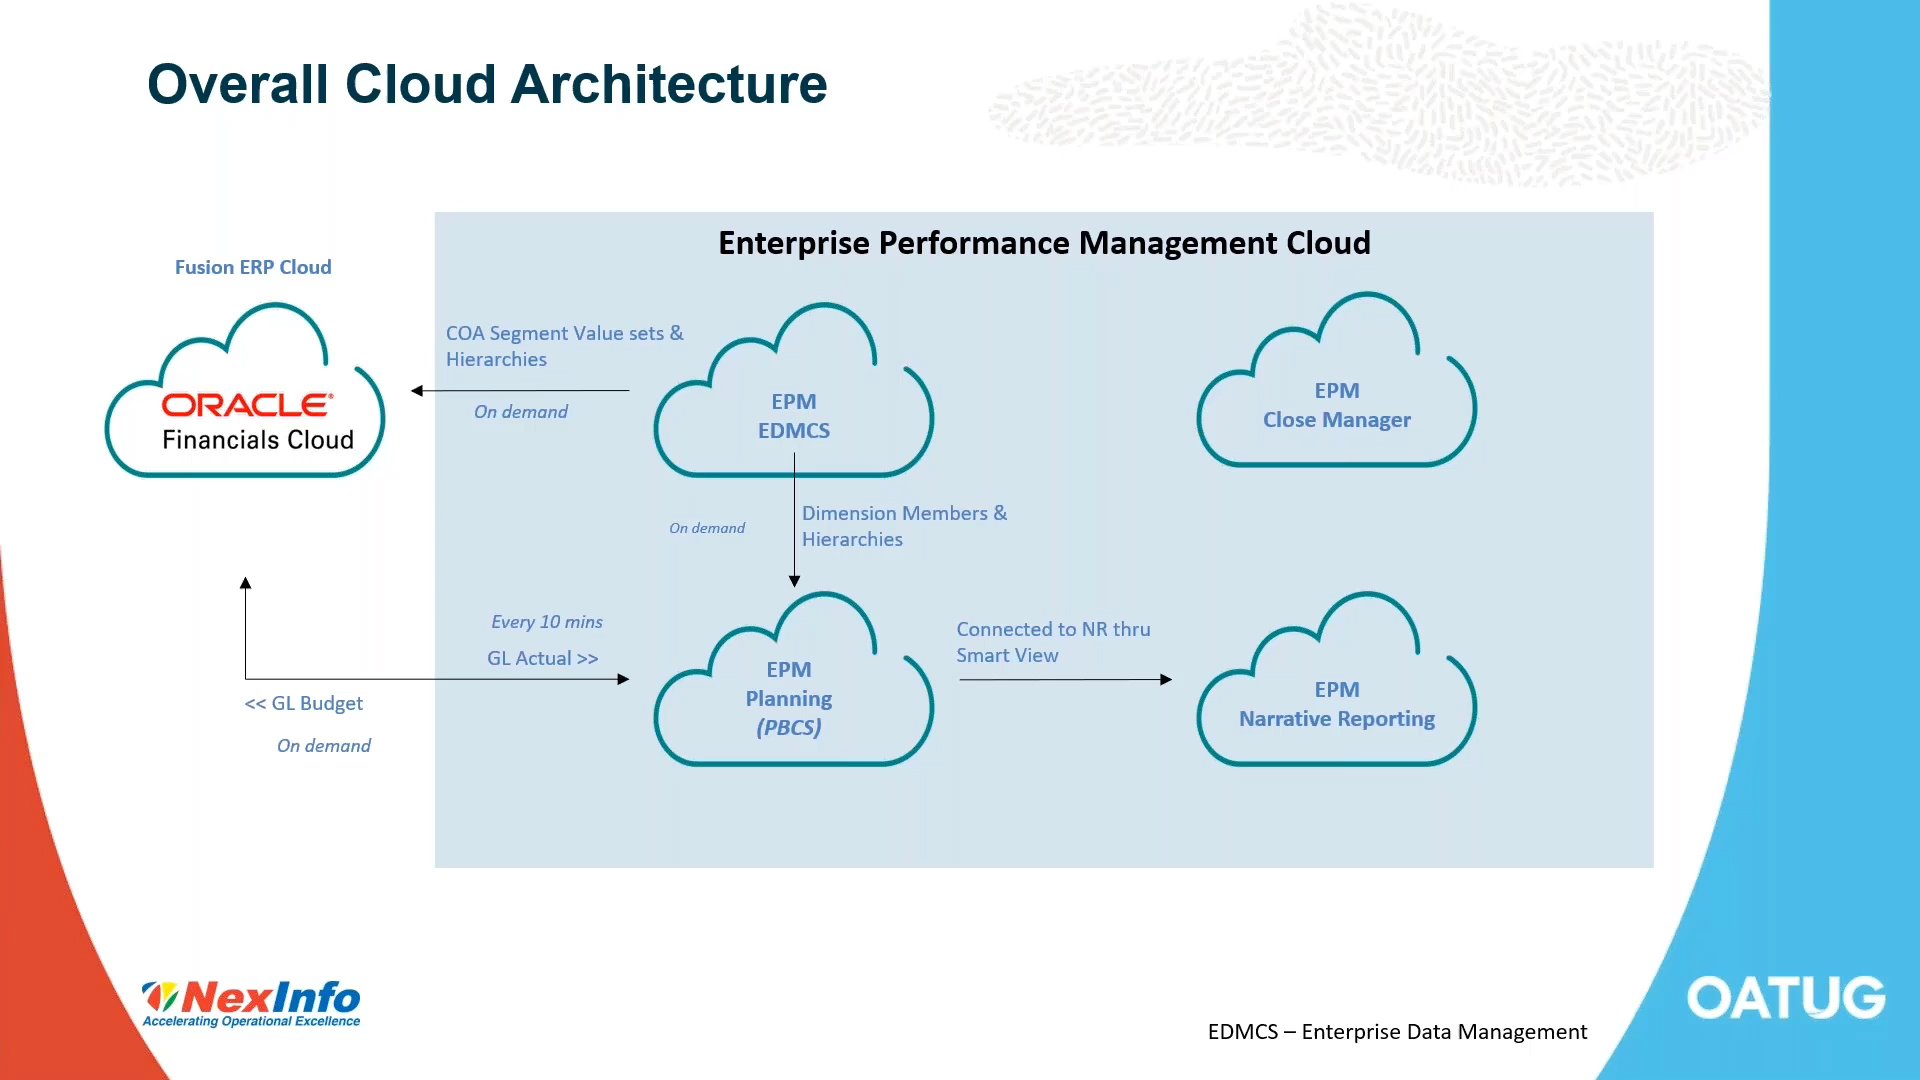 Overall Cloud Architecture
Enterprise Performance Management Cloud
Fusion ERP Cloud
ORACLE®
Financials Cloud
COA Segment Value sets &
Hierarchies
On demand
EPM
EDMCS
EPM
Close Manager
On demand
Dimension Members &
Hierarchies
Every 10 mins
GL Actual >>
<< GL Budget
On demand
EPM
Planning
(PBCS)
Connected to NR thru
Smart View
EPM
Narrative Reporting
NexInfo
Accelerating Operational Excellence
EDMCS – Enterprise Data Management
OATUG